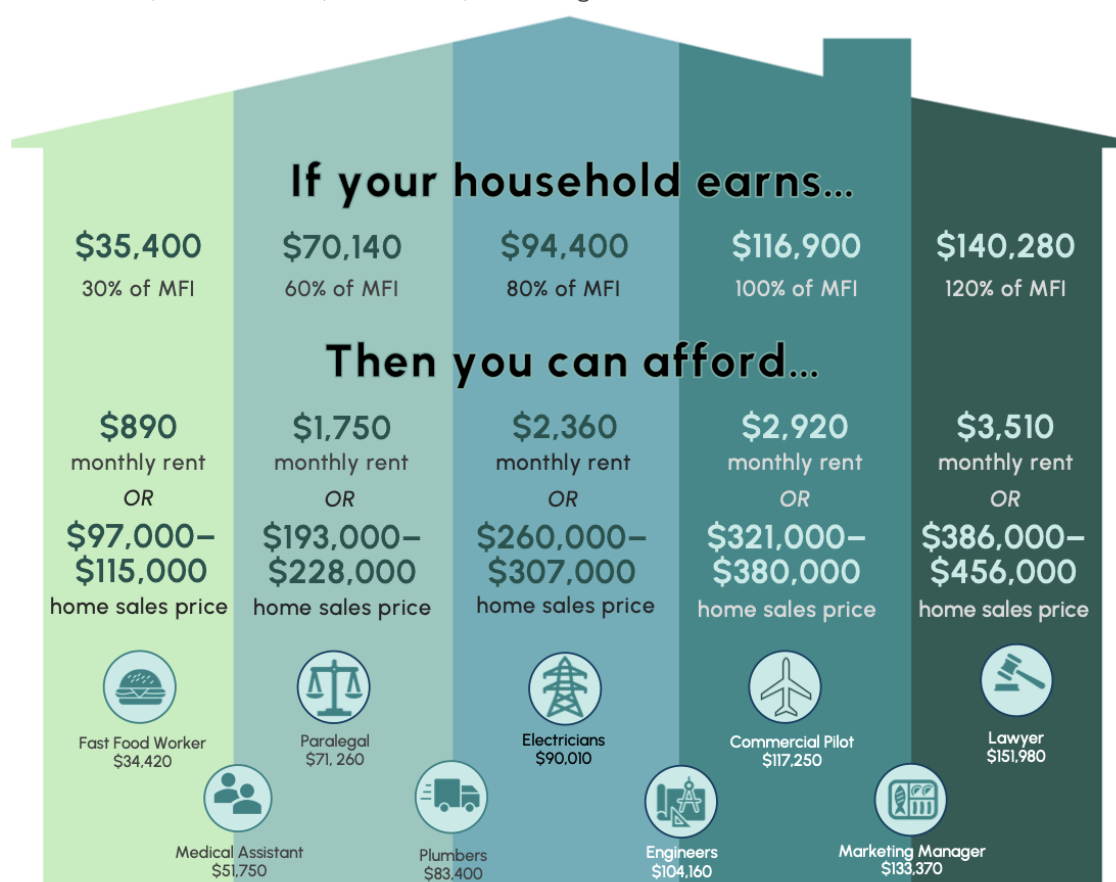 If your household earns...
$35,400
30% of MFI
$70,140
60% of MFI
$94,400
80% of MFI
$116,900
100% of MFI
$140,280
120% of MFI
Then you can afford...
$890
monthly rent
OR
$97,000–
$115,000
home sales price
$1,750
monthly rent
OR
$193,000–
$228,000
home sales price
$2,360
monthly rent
OR
$260,000–
$307,000
home sales price
$2,920
monthly rent
OR
$321,000–
$380,000
home sales price
$3,510
monthly rent
OR
$386,000–
$456,000
home sales price
Fast Food Worker
$34,420
Paralegal
$71, 260
Electricians
$90,010
Commercial Pilot
$117,250
Lawyer
$151,980
Medical Assistant
$51,750
Plumbers
$83,400
Engineers
$104,160
Marketing Manager
$133,370